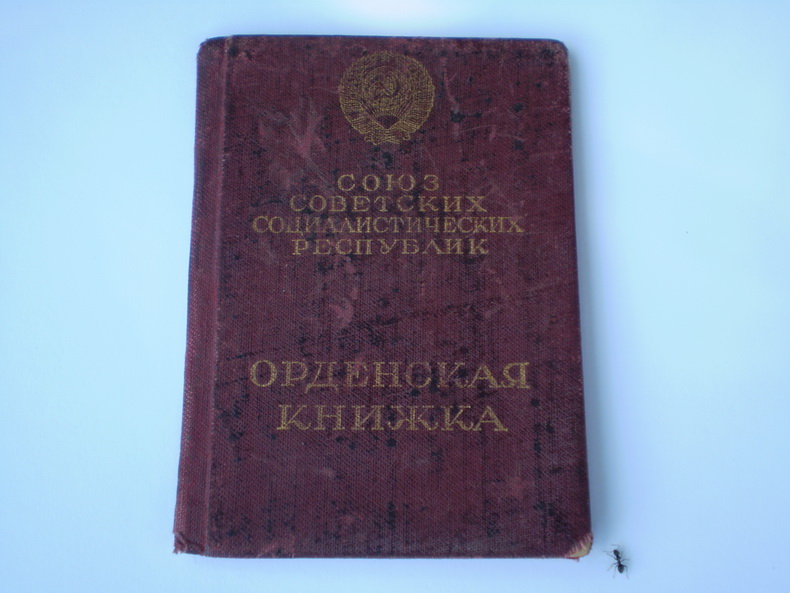 СОЮЗ
СОВЕТСКИХ
СОЦИАЛИСТИЧЕСКИХ
РЕСПУБЛИК
ОРДЕНСКАЯ
КНИЖКА